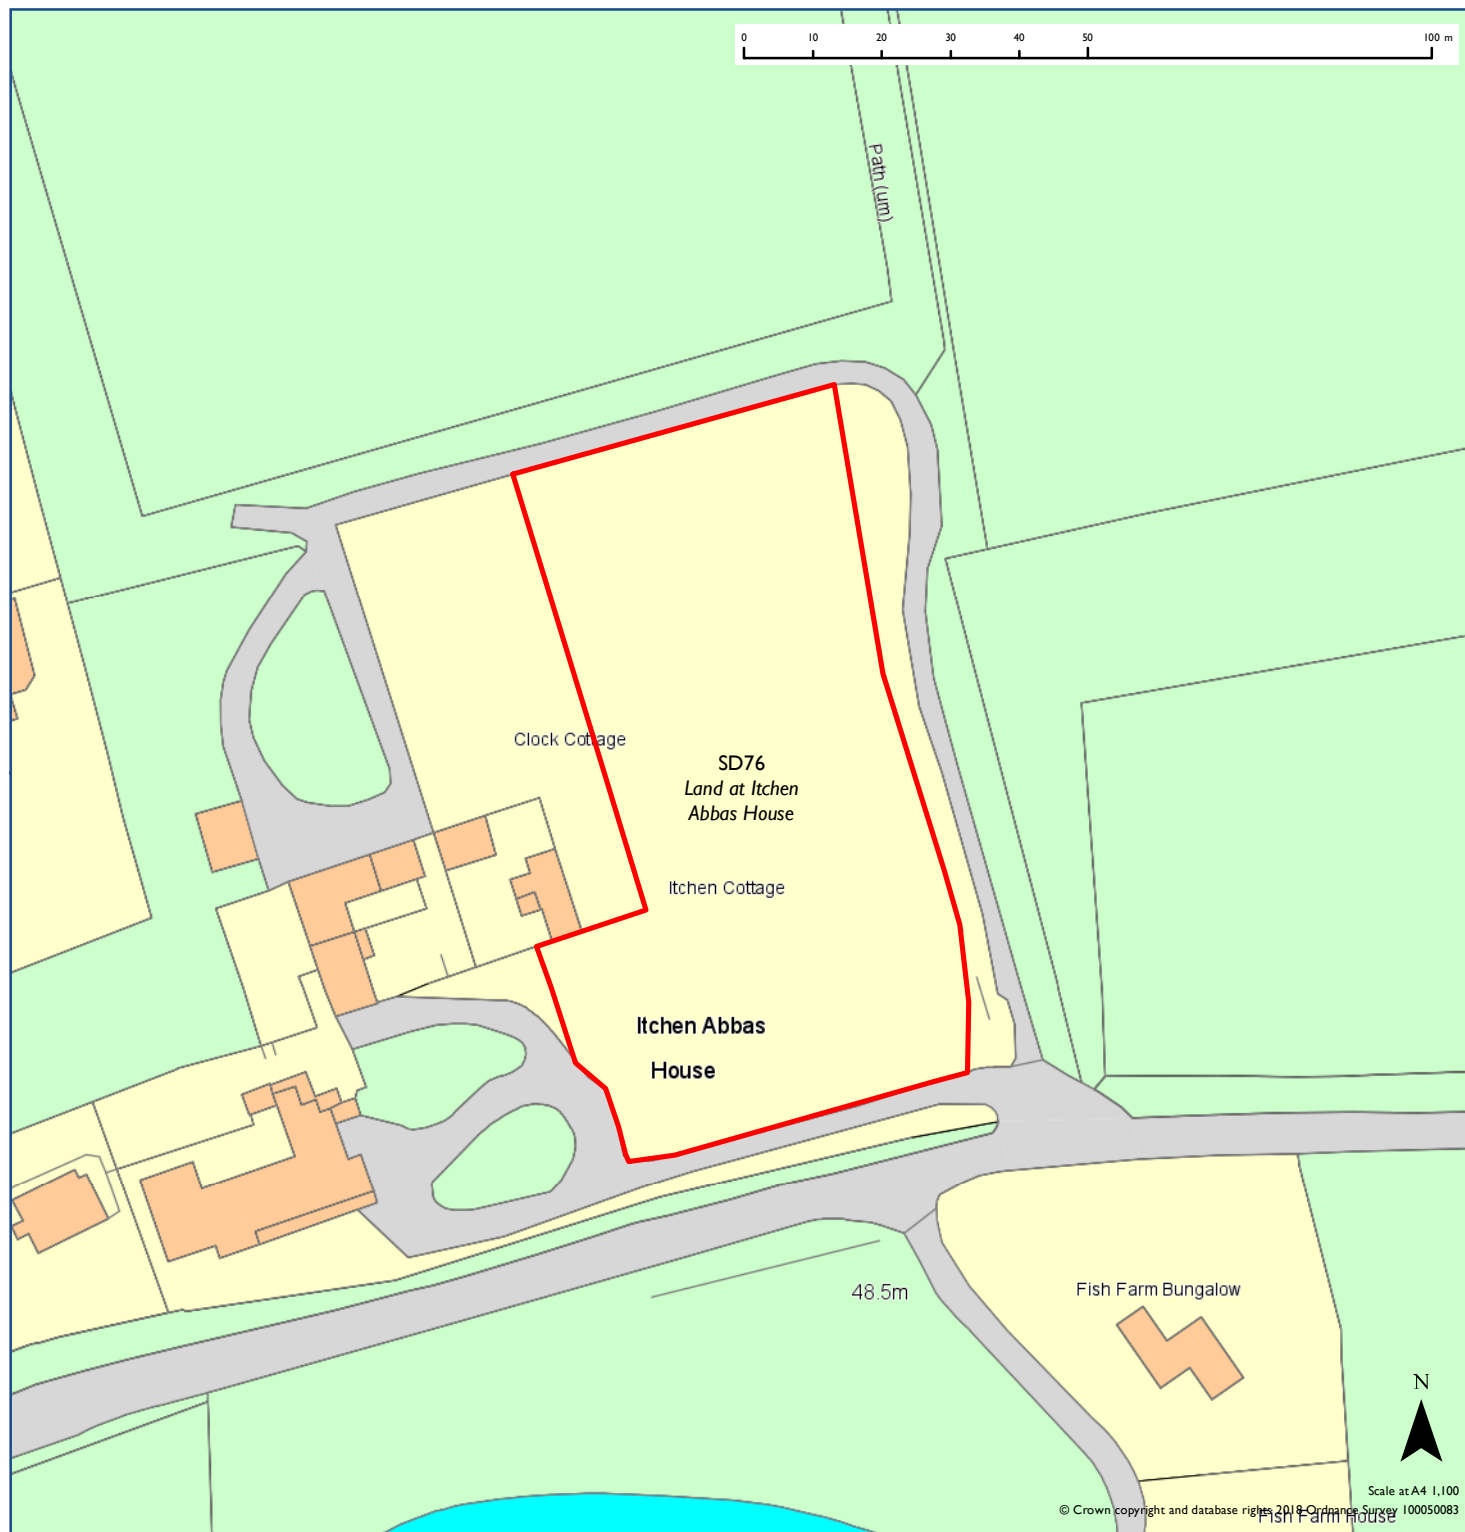 0 10 20 30 40 50 100 m
Path (um)
Clock Cottage
SD76
Land at Itchen
Abbas House
Itchen Cottage
Itchen Abbas
House
48.5m
Fish Farm Bungalow
N
Scale at A4 1,100
© Crown copyright and database rights 2018 Ordnance Survey 100050083
Fish Farm House